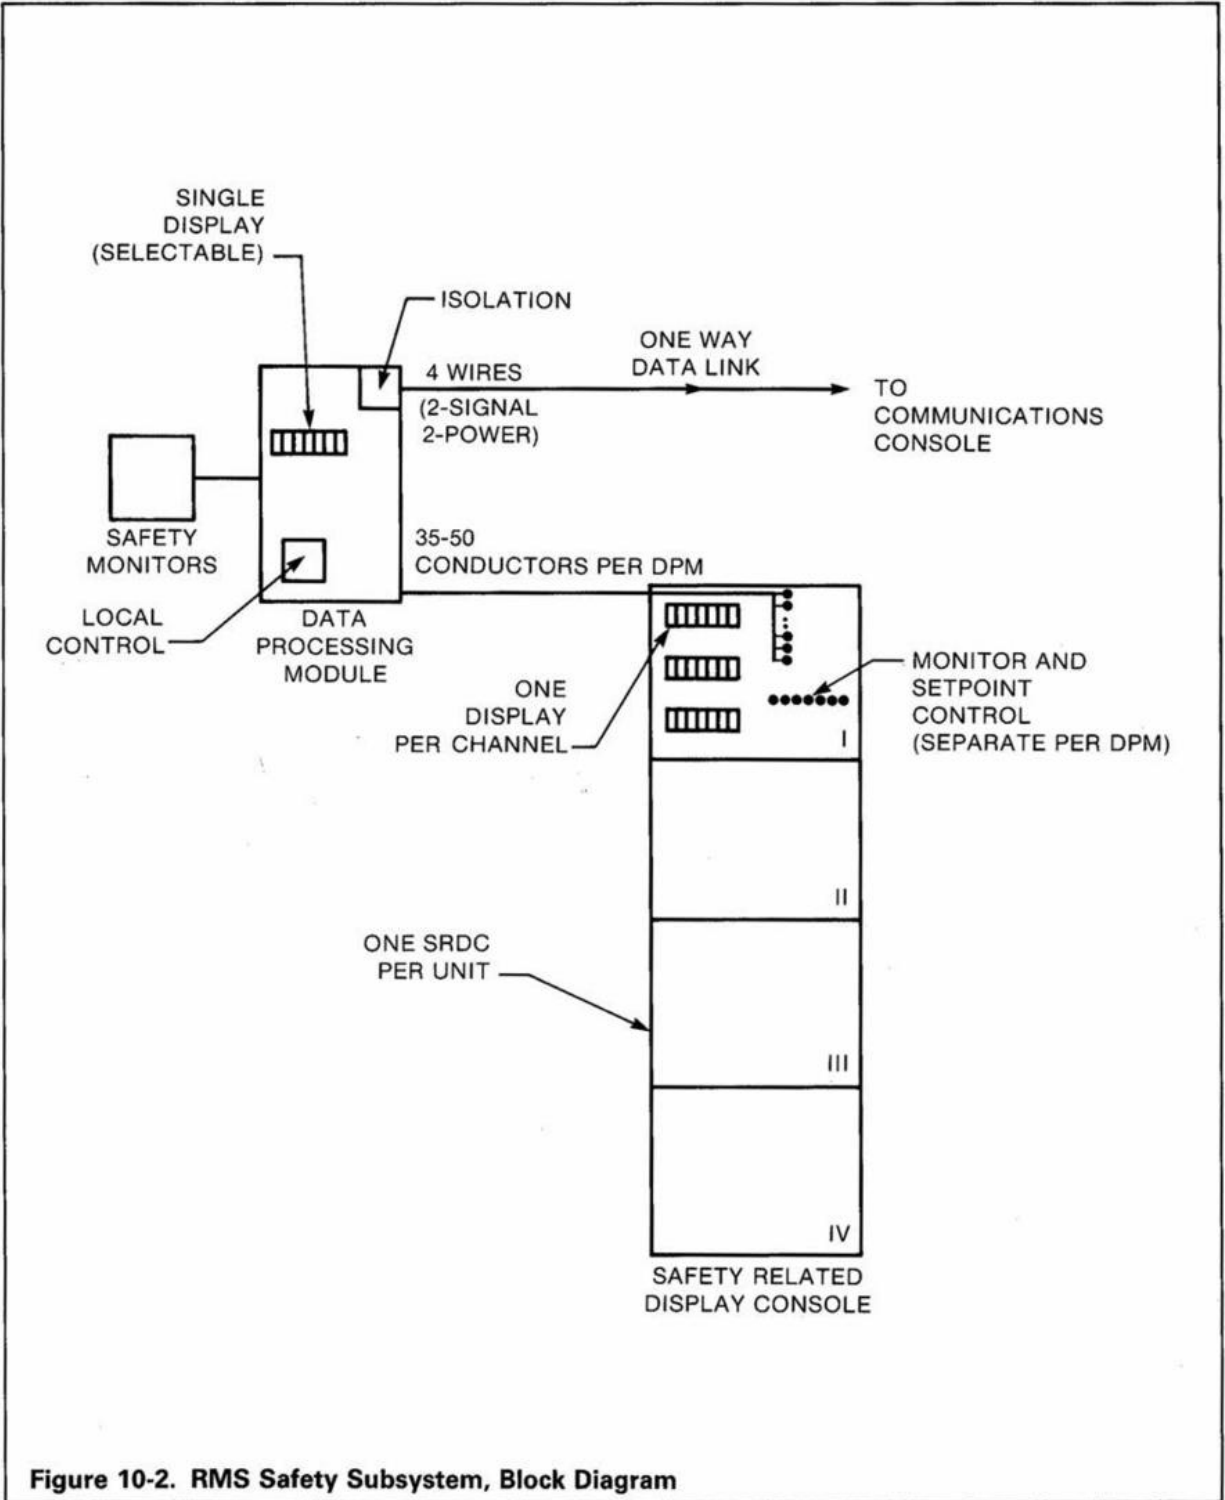 SINGLE
DISPLAY
(SELECTABLE)
ISOLATION
4 WIRES
(2-SIGNAL
2-POWER)
ONE WAY
DATA LINK
TO
COMMUNICATIONS
CONSOLE
SAFETY
MONITORS
LOCAL
CONTROL
DATA
PROCESSING
MODULE
35-50
CONDUCTORS PER DPM
ONE
DISPLAY
PER CHANNEL
MONITOR AND
SETPOINT
CONTROL
(SEPARATE PER DPM)
I
II
III
IV
ONE SRDC
PER UNIT
SAFETY RELATED
DISPLAY CONSOLE
Figure 10-2. RMS Safety Subsystem, Block Diagram